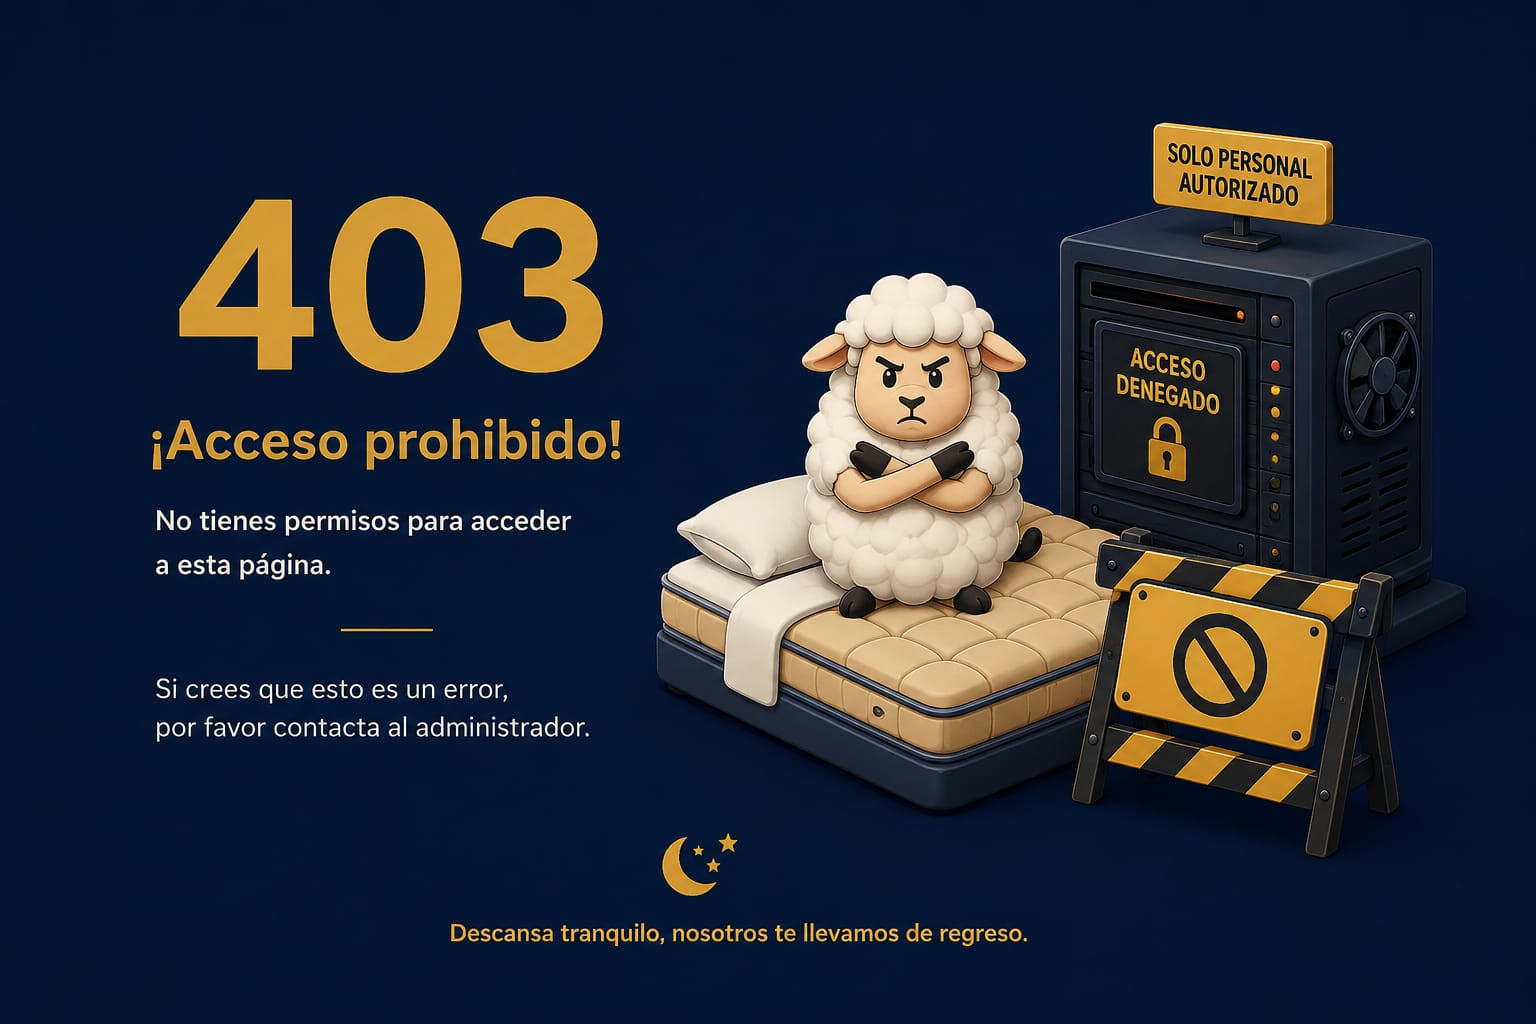 403
¡Acceso prohibido!
No tienes permisos para acceder
a esta página.
Si crees que esto es un error,
por favor contacta al administrador.
SOLO PERSONAL
AUTORIZADO
ACCESO
DENEGADO
Descansa tranquilo, nosotros te llevamos de regreso.